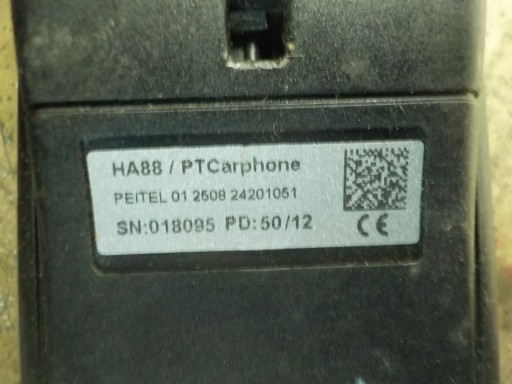 HA88 / PTCarphone
PEITEL 01 2508 24201051
SN:018095 PD:50/12
CE